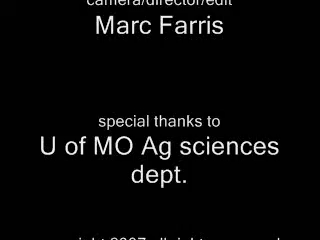 camera/director/edit
Marc Farris
special thanks to
U of MO Ag sciences
dept.